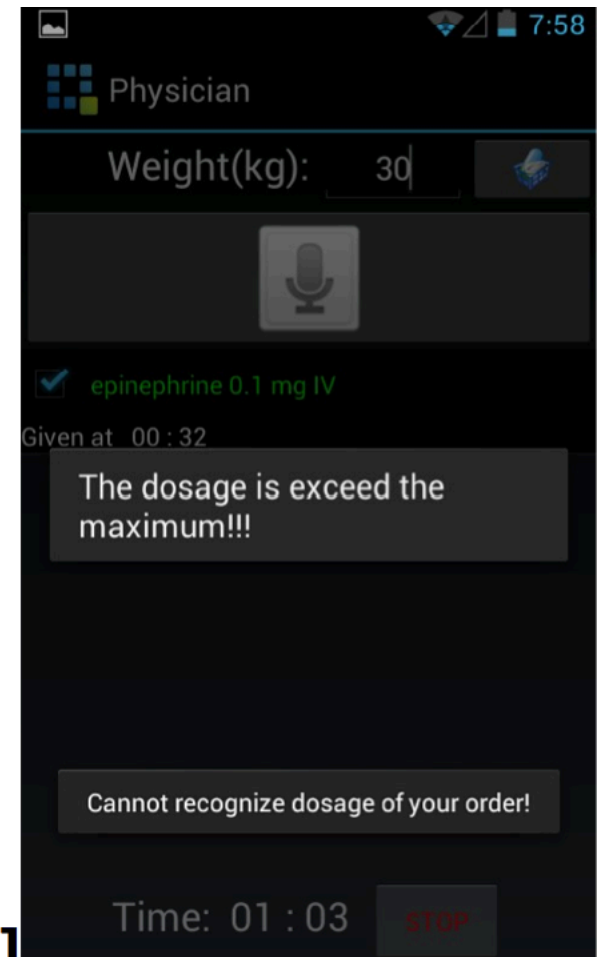 7:58
Physician
Weight(kg): 30
epinephrine 0.1 mg IV
Given at 00 : 32
The dosage is exceed the
maximum!!!
Cannot recognize dosage of your order!
Time: 01 : 03 STOP
1